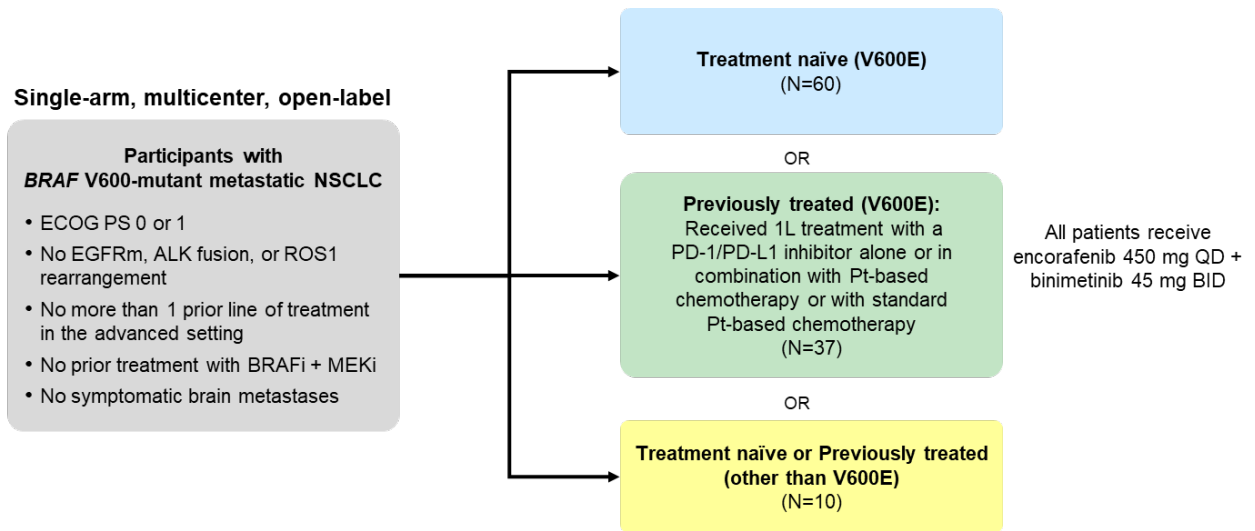 Single-arm, multicenter, open-label
Participants with
BRAF V600-mutant metastatic NSCLC
• ECOG PS 0 or 1
• No EGFRm, ALK fusion, or ROS1
rearrangement
• No more than 1 prior line of treatment
in the advanced setting
• No prior treatment with BRAFi + MEKi
• No symptomatic brain metastases
Treatment naïve (V600E)
(N=60)
OR
Previously treated (V600E):
Received 1L treatment with a
PD-1/PD-L1 inhibitor alone or in
combination with Pt-based
chemotherapy or with standard
Pt-based chemotherapy
(N=37)
OR
Treatment naïve or Previously treated
(other than V600E)
(N=10)
All patients receive
encorafenib 450 mg QD +
binimetinib 45 mg BID